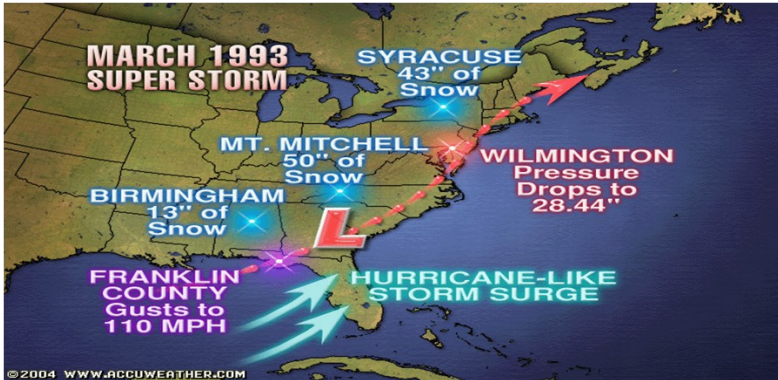 MARCH 1993
SUPER STORM
SYRACUSE
43" of
Snow
MT. MITCHELL
50" of
Snow
WILMINGTON
Pressure
Drops to
28.44"
BIRMINGHAM
13" of
Snow
L
FRANKLIN
COUNTY
Gusts to
110 MPH
HURRICANE-LIKE
STORM SURGE
©2004 WWW.ACCUWEATHER.COM